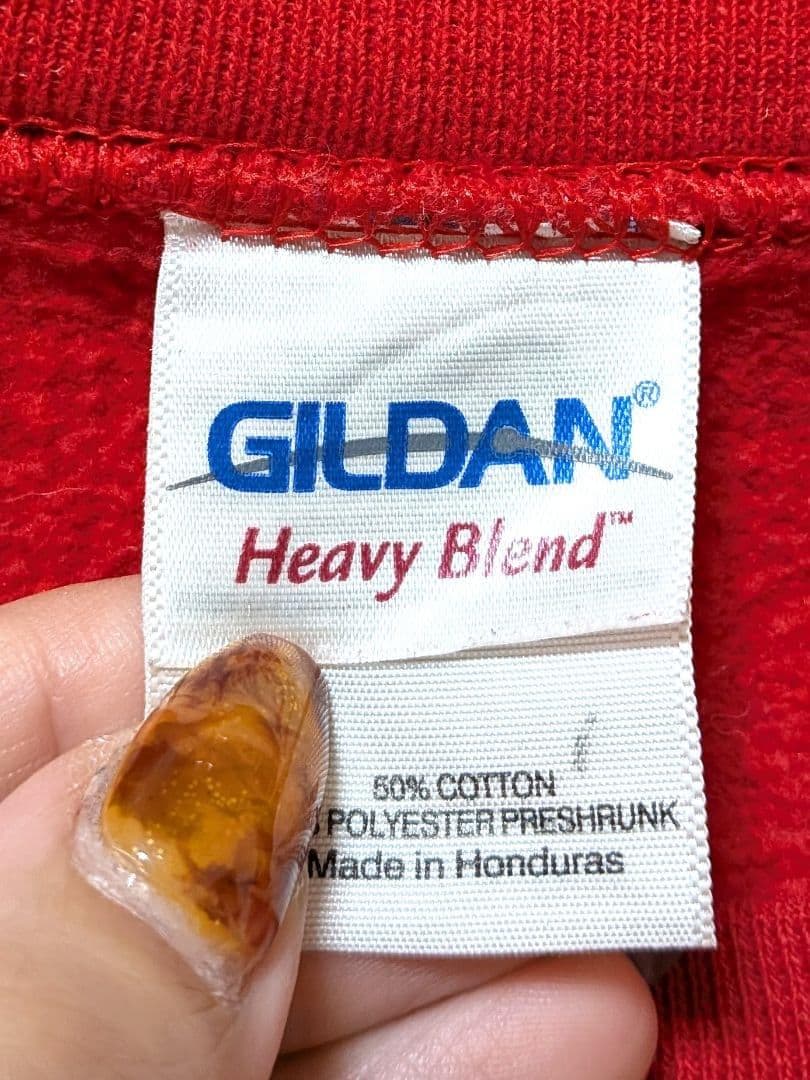 GILDAN®
Heavy Blend™
50% COTTON
POLYESTER PRESHRUNK
Made in Honduras